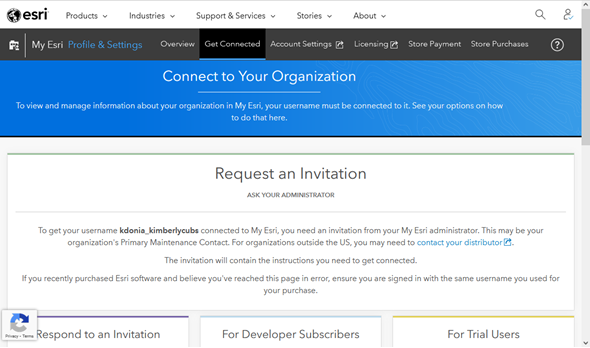 esri
Products Industries Support & Services Stories About
My Esri Profile & Settings Overview Get Connected Account Settings Licensing Store Payment Store Purchases ?
Connect to Your Organization
To view and manage information about your organization in My Esri, your username must be connected to it. See your options on how
to do that here.
Request an Invitation
ASK YOUR ADMINISTRATOR
To get your username kdonia_kimberlycubs connected to My Esri, you need an invitation from your My Esri administrator. This may be your
organization's Primary Maintenance Contact. For organizations outside the US, you may need to contact your distributor.
The invitation will contain the instructions you need to get connected.
If you recently purchased Esri software and believe you've reached this page in error, ensure you are signed in with the same username you used for
your purchase.
Respond to an Invitation For Developer Subscribers For Trial Users
Privacy - Terms